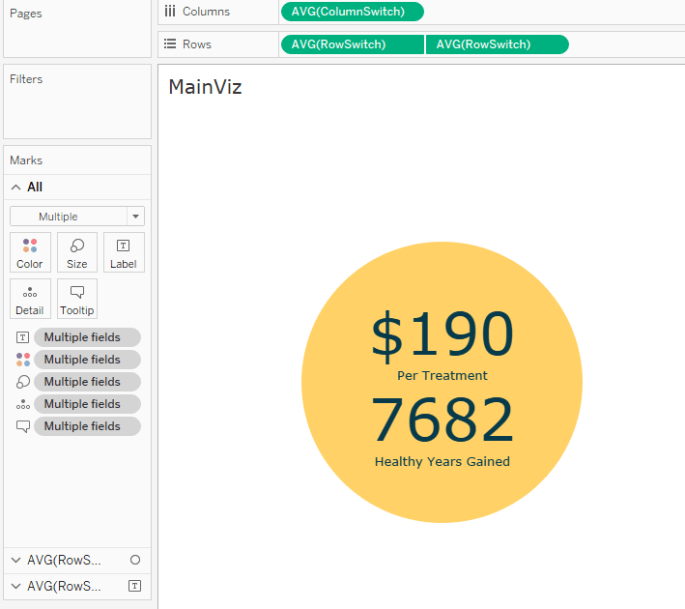 Pages
Columns
AVG(ColumnSwitch)
Rows
AVG(RowSwitch) AVG(RowSwitch)
Filters
MainViz
Marks
All
Multiple
Color Size T Label
Detail Tooltip
T Multiple fields
Multiple fields
Multiple fields
Multiple fields
Multiple fields
$190
Per Treatment
7682
Healthy Years Gained
AVG(RowS...
AVG(RowS... T